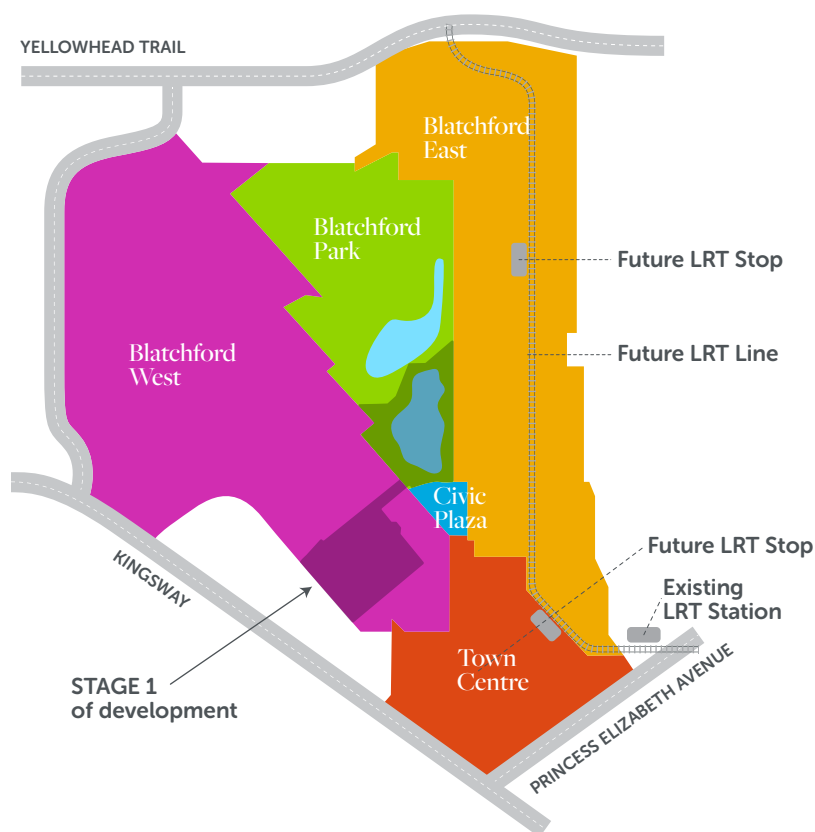 YELLOWHEAD TRAIL
Blatchford
East
Blatchford
Park
Future LRT Stop
Blatchford
West
Future LRT Line
Civic
Plaza
KINGSWAY
Future LRT Stop
Existing
LRT Station
Town
Centre
STAGE 1
of development
PRINCESS ELIZABETH AVENUE